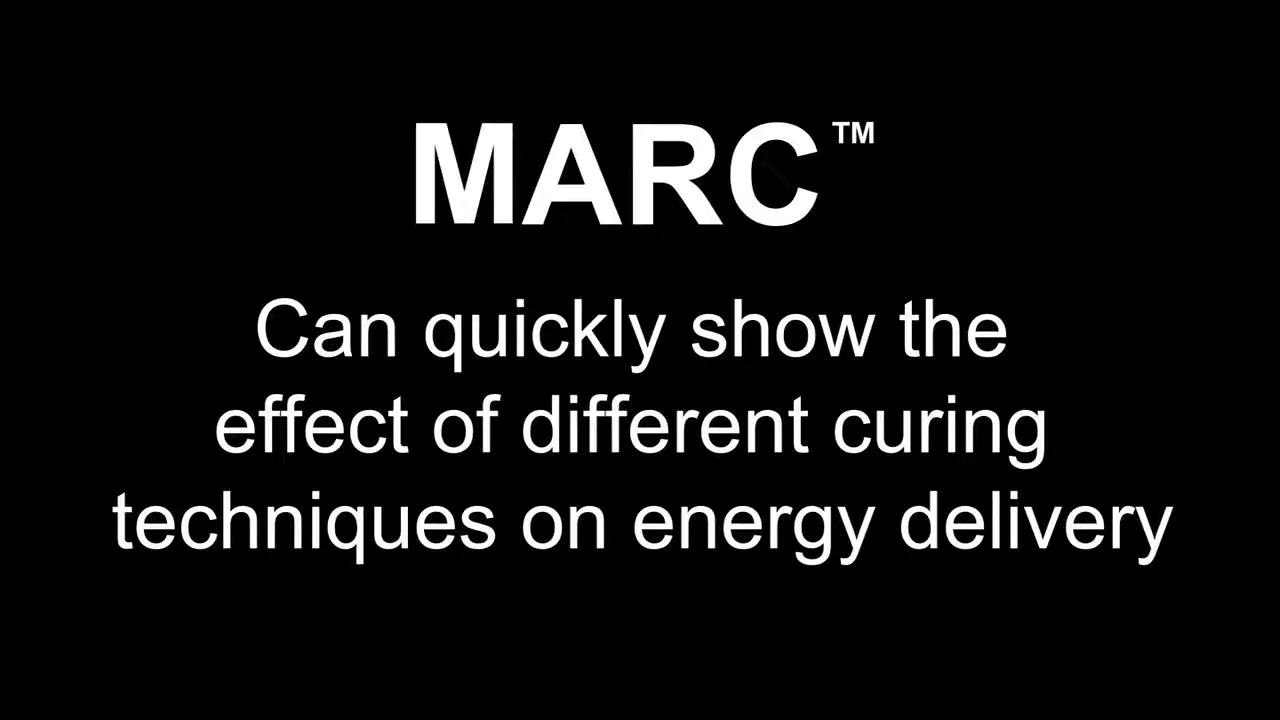 MARC™
Can quickly show the
effect of different curing
techniques on energy delivery